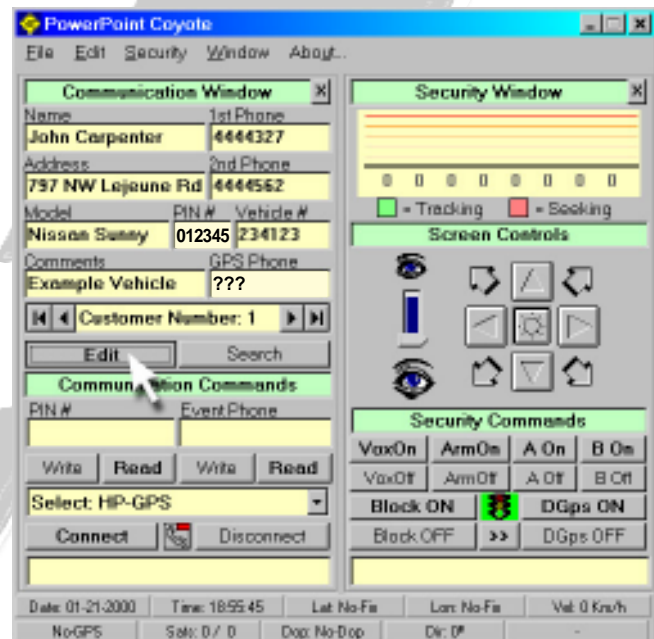 PowerPoint Coyote
File Edit Security Window About..
Communication Window
Name 1st Phone
John Carpenter 4444327
Address 2nd Phone
797 NW Lejeune Rd 4444562
Model PIN # Vehicle #
Nissan Sunny 012345 234123
Comments GPS Phone
Example Vehicle ???
Customer Number: 1
Edit Search
Communication Commands
PIN # Event Phone
Write Read Write Read
Select: HP-GPS
Connect Disconnect
Security Window
0 0 0 0 0 0 0 0
= Tracking = Seeking
Screen Controls
Security Commands
VoxOn ArmOn A On B On
VoxOff ArmOff A Off B Off
Block ON DGps ON
Block OFF >> DGps OFF
Date: 01-21-2000 Time: 18:55:45 Lat: No-Fix Lon: No-Fix Vel: 0 Km/h
No-GPS Sats: 0 / 0 Dop: No-Dop Dir: 0º -